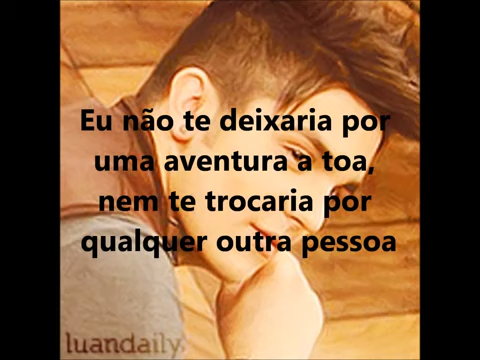 Eu não te deixaria por
uma aventura a toa,
nem te trocaria por
qualquer outra pessoa
luandaily